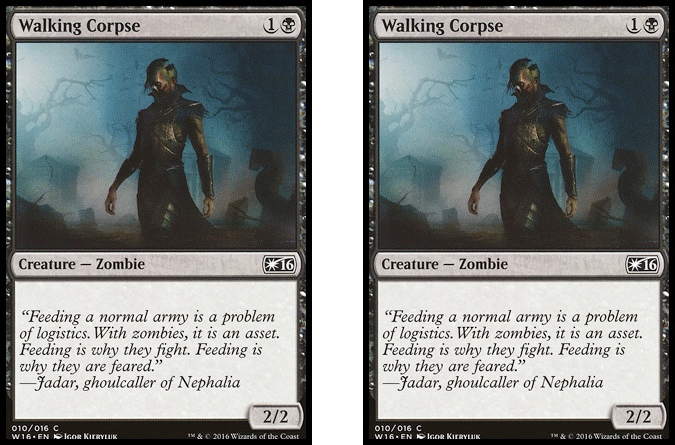 Walking Corpse 1
Creature — Zombie 16
“Feeding a normal army is a problem
of logistics. With zombies, it is an asset.
Feeding is why they fight. Feeding is
why they are feared.”
—Jadar, ghoulcaller of Nephalia
2/2
010/016 C
W16 • EN Igor Kieryluk ™ & © 2016 Wizards of the Coast
Walking Corpse 1
Creature — Zombie 16
“Feeding a normal army is a problem
of logistics. With zombies, it is an asset.
Feeding is why they fight. Feeding is
why they are feared.”
—Jadar, ghoulcaller of Nephalia
2/2
010/016 C
W16 • EN Igor Kieryluk ™ & © 2016 Wizards of the Coast